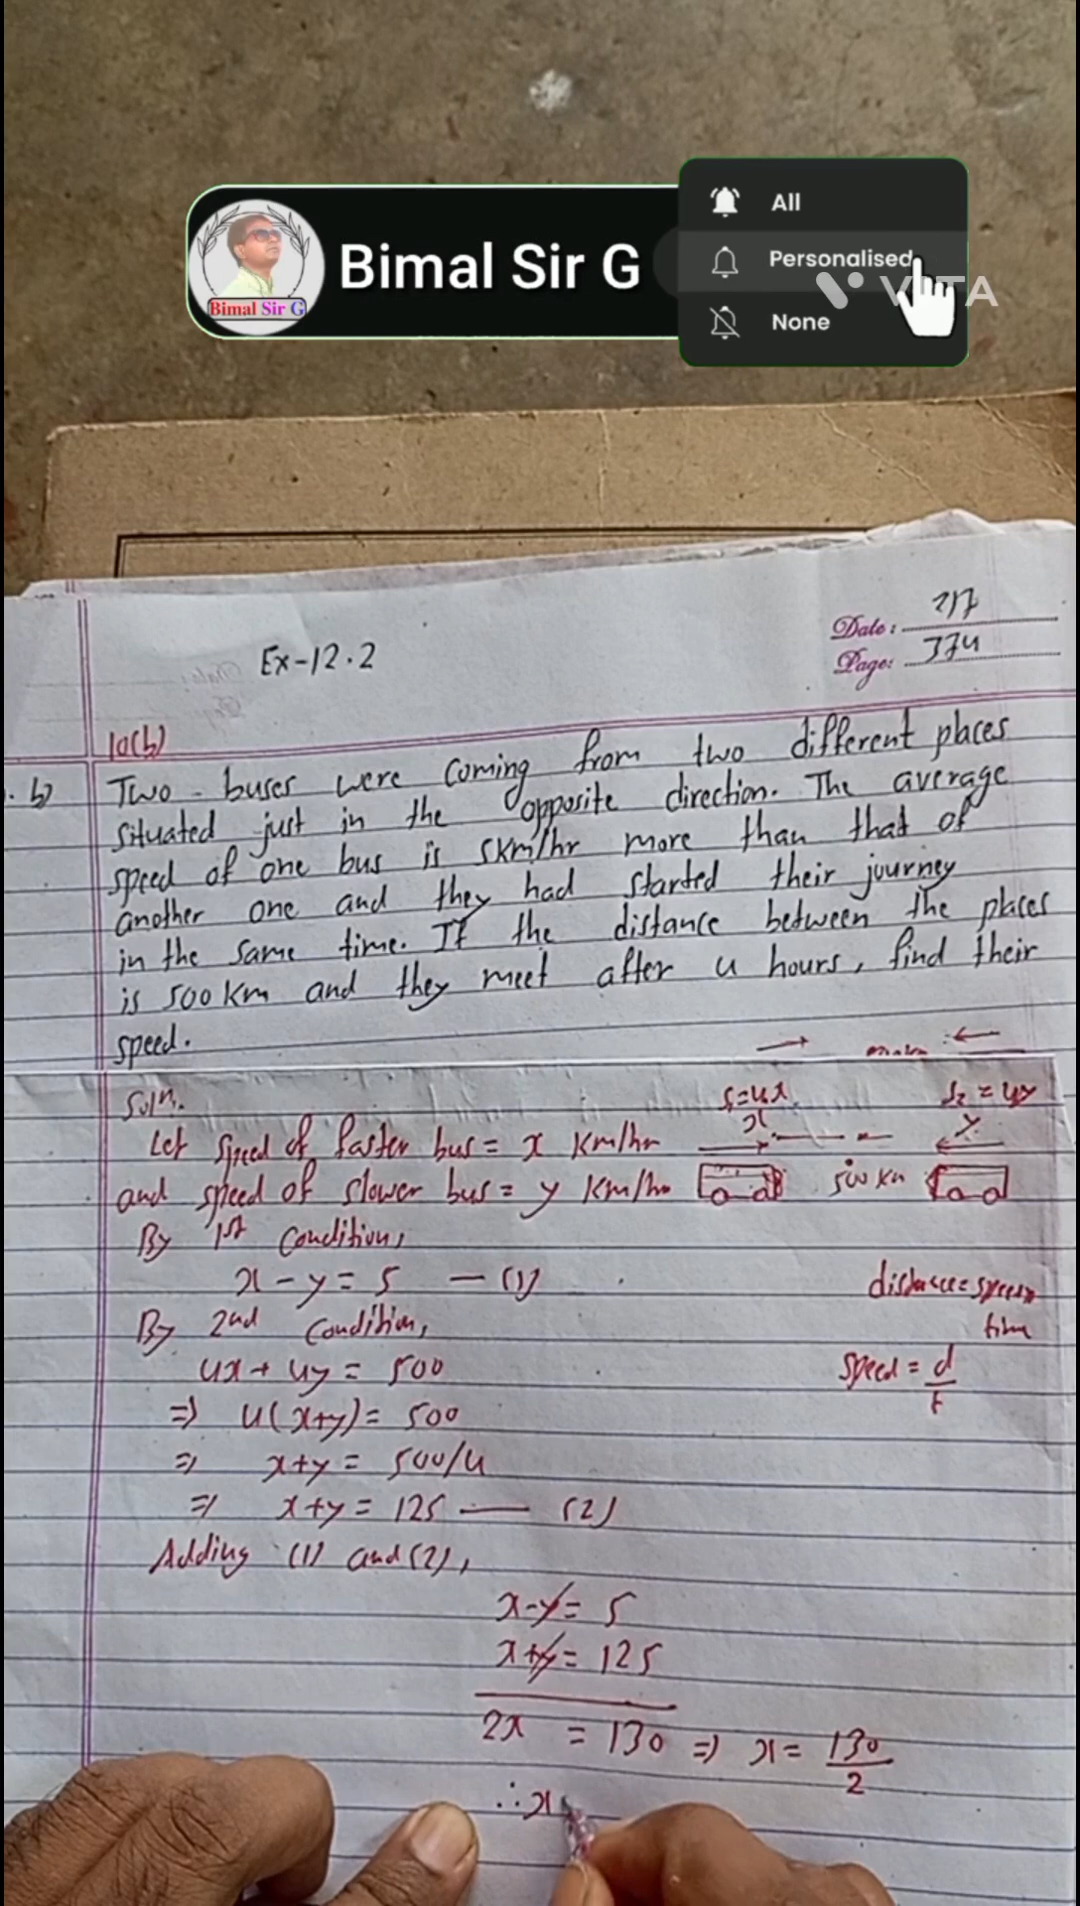 All
Personalised
None
Bimal Sir G
Bimal Sir G
VITA
Ex-12.2
Date: 217
Page: 374
10(b)
. b) Two buses were coming from two different places
situated just in the opposite direction. The average
speed of one bus is 5km/hr more than that of
another one and they had started their journey
in the same time. If the distance between the places
is 500 km and they meet after 4 hours, find their
speed.
Soln.
Let speed of faster bus = x km/hr
and speed of slower bus = y km/hr
s=4x
x
s2 = 4y
y
500 km
By 1st condition,
x - y = 5 — (1)
By 2nd condition,
4x + 4y = 500
=) 4(x+y) = 500
=) x+y = 500/4
=) x+y = 125 — (2)
distance = speed x
time
speed = d/t
Adding (1) and (2),
x-y = 5
x+y = 125
2x = 130 =) x = 130/2
∴ x